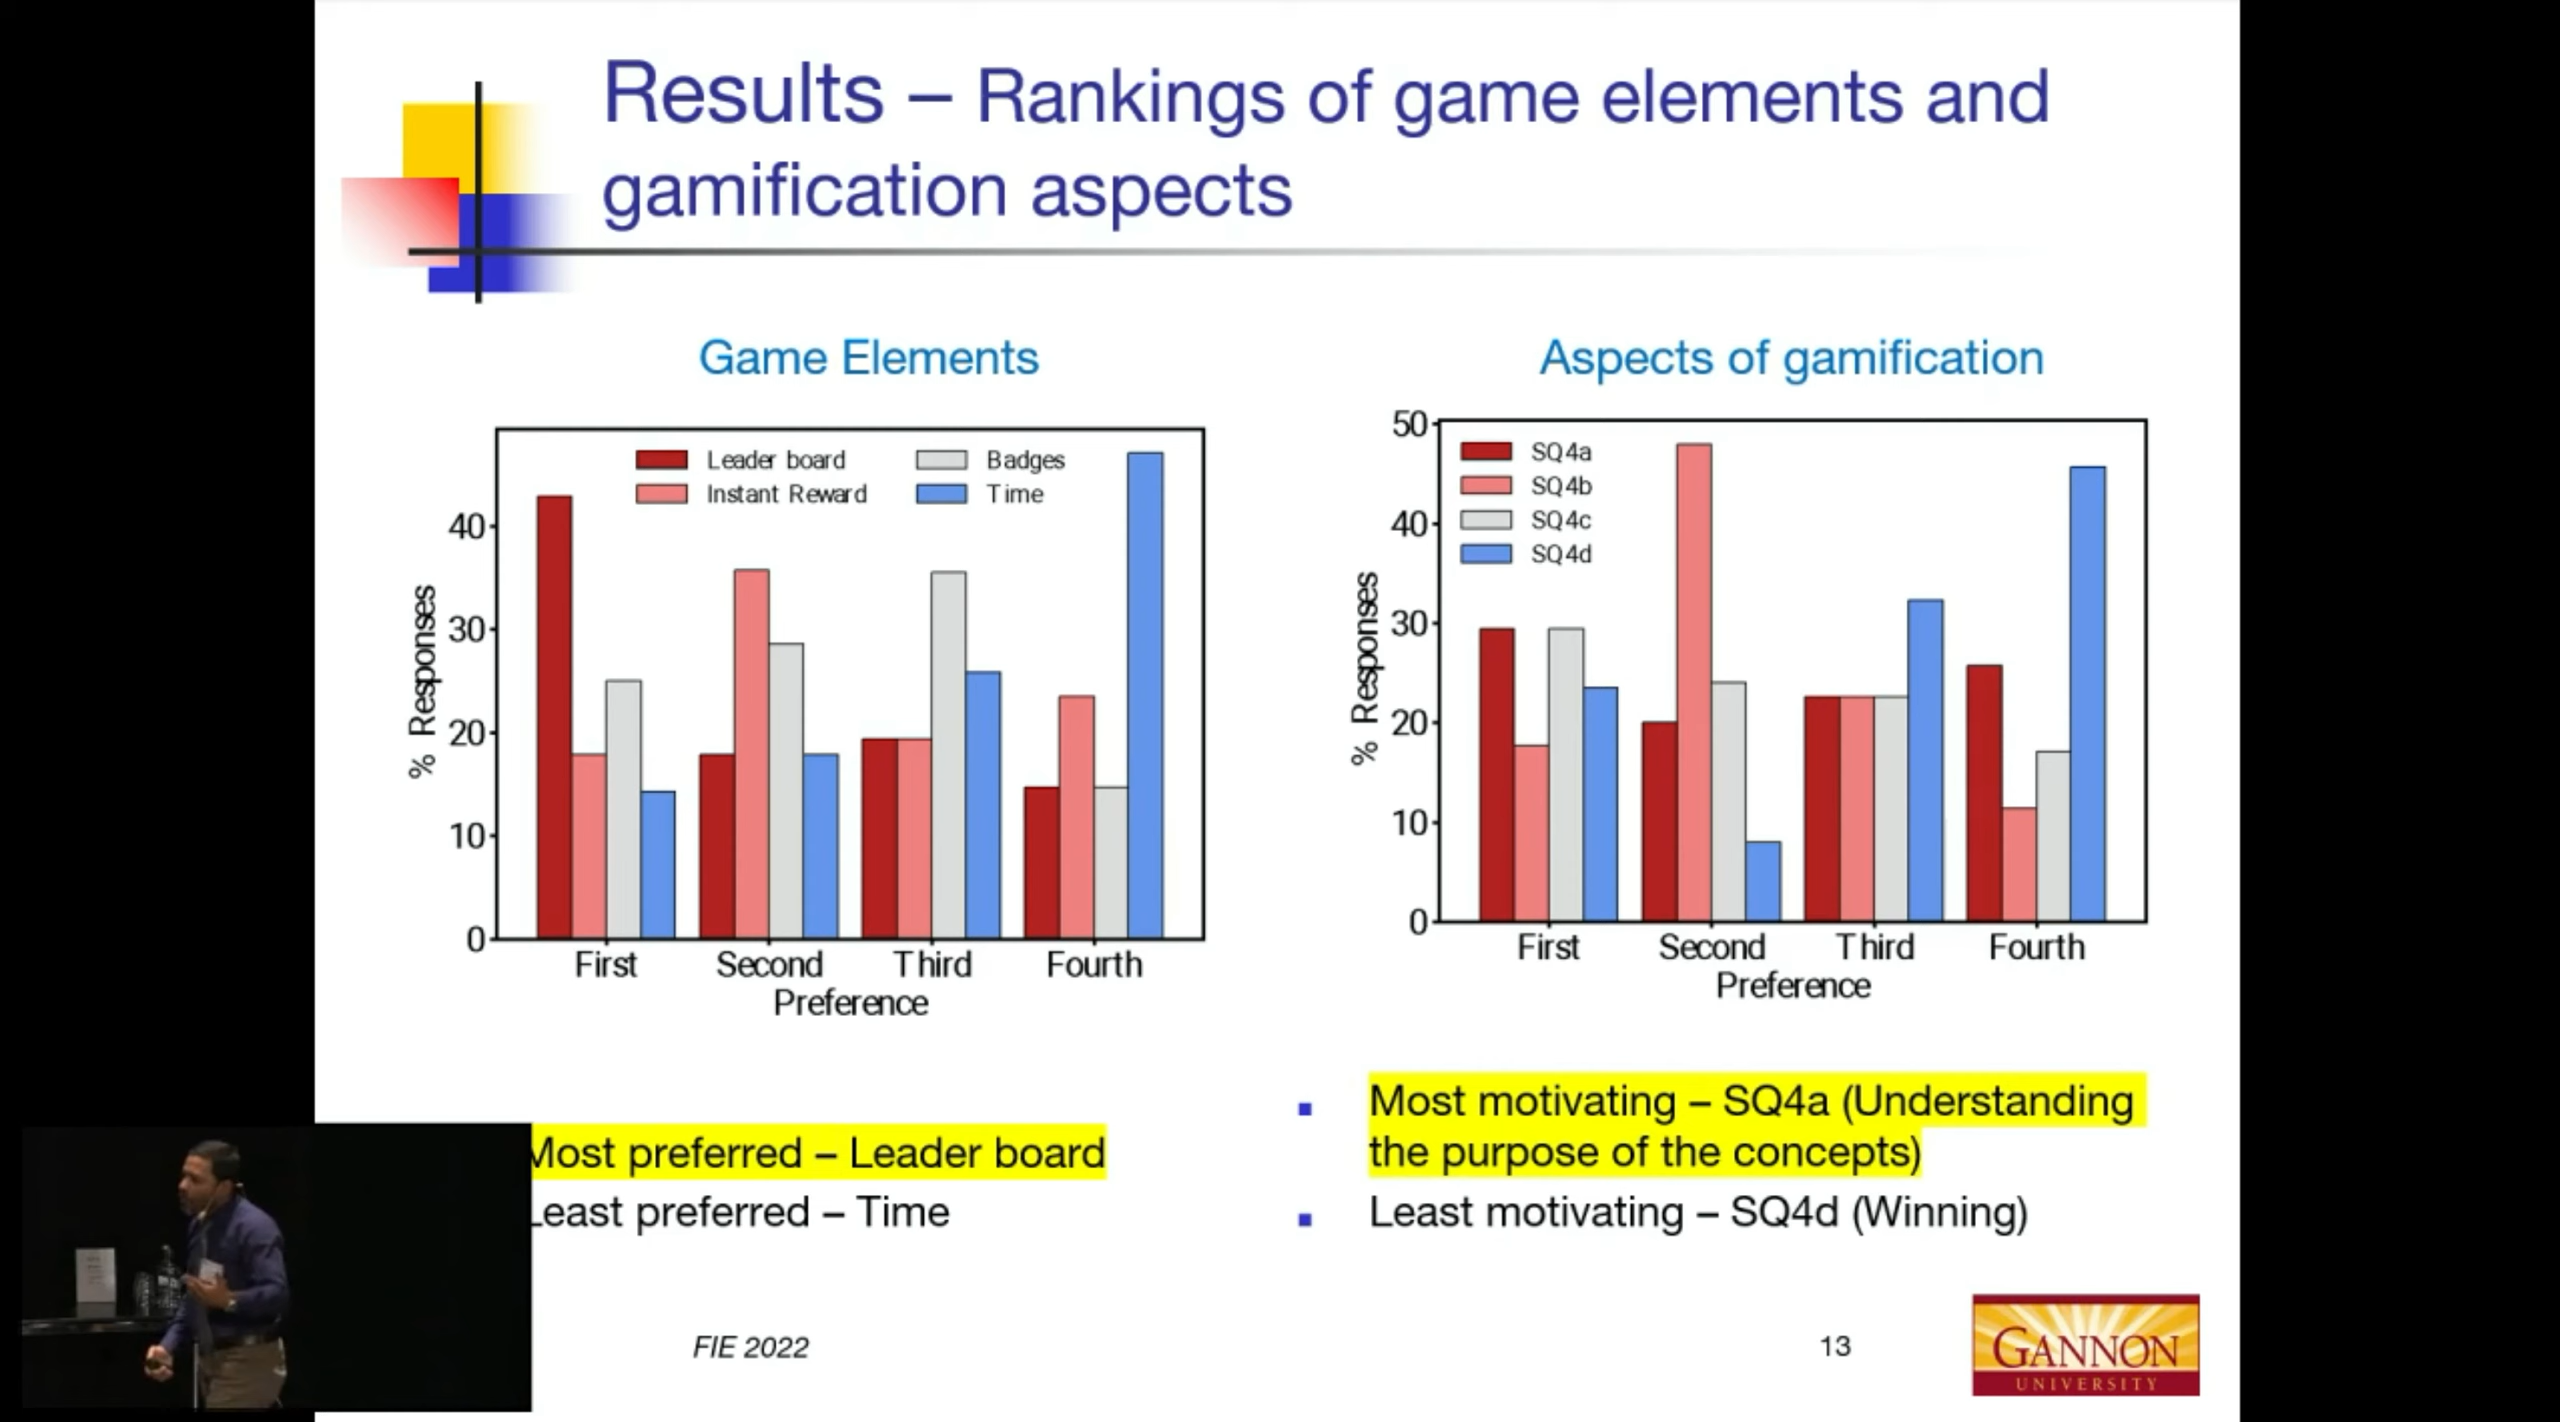 Results – Rankings of game elements and
gamification aspects
Game Elements
Leader board
Instant Reward
Badges
Time
% Responses
40
30
20
10
0
First Second Third Fourth
Preference
Most preferred – Leader board
Least preferred – Time
Aspects of gamification
SQ4a
SQ4b
SQ4c
SQ4d
% Responses
50
40
30
20
10
0
First Second Third Fourth
Preference
Most motivating – SQ4a (Understanding
the purpose of the concepts)
Least motivating – SQ4d (Winning)
FIE 2022
13
GANNON
UNIVERSITY